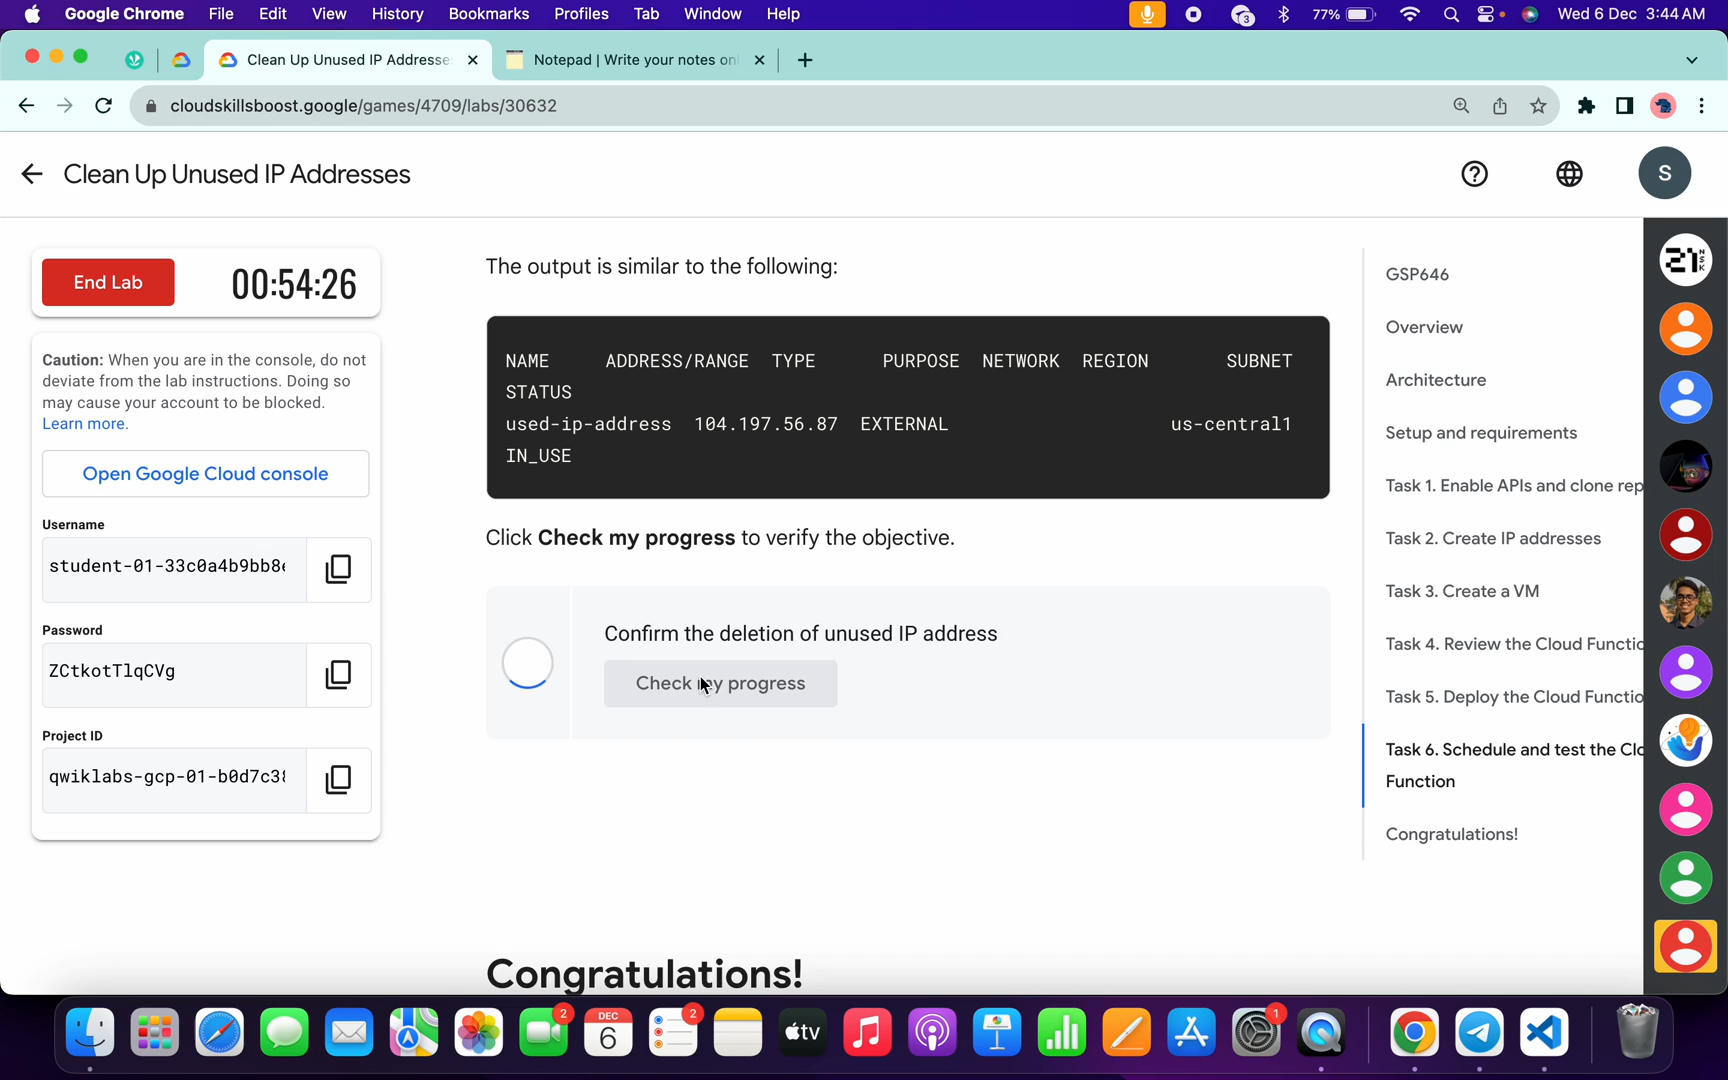 Google Chrome File Edit View History Bookmarks Profiles Tab Window Help 3 77% Wed 6 Dec 3:44 AM
Clean Up Unused IP Addresse
Notepad | Write your notes on
cloudskillsboost.google/games/4709/labs/30632
Clean Up Unused IP Addresses
S
End Lab
00:54:26
Caution: When you are in the console, do not
deviate from the lab instructions. Doing so
may cause your account to be blocked.
Learn more.
Open Google Cloud console
Username
student-01-33c0a4b9bb8
Password
ZCtkotTlqCVg
Project ID
qwiklabs-gcp-01-b0d7c3
The output is similar to the following:
NAME ADDRESS/RANGE TYPE PURPOSE NETWORK REGION SUBNET
STATUS
used-ip-address 104.197.56.87 EXTERNAL us-central1
IN_USE
Click Check my progress to verify the objective.
Confirm the deletion of unused IP address
Check my progress
Congratulations!
GSP646
Overview
Architecture
Setup and requirements
Task 1. Enable APIs and clone rep
Task 2. Create IP addresses
Task 3. Create a VM
Task 4. Review the Cloud Functio
Task 5. Deploy the Cloud Functio
Task 6. Schedule and test the Clo
Function
Congratulations!
21
NSK
2
DEC
6
2
tv
1